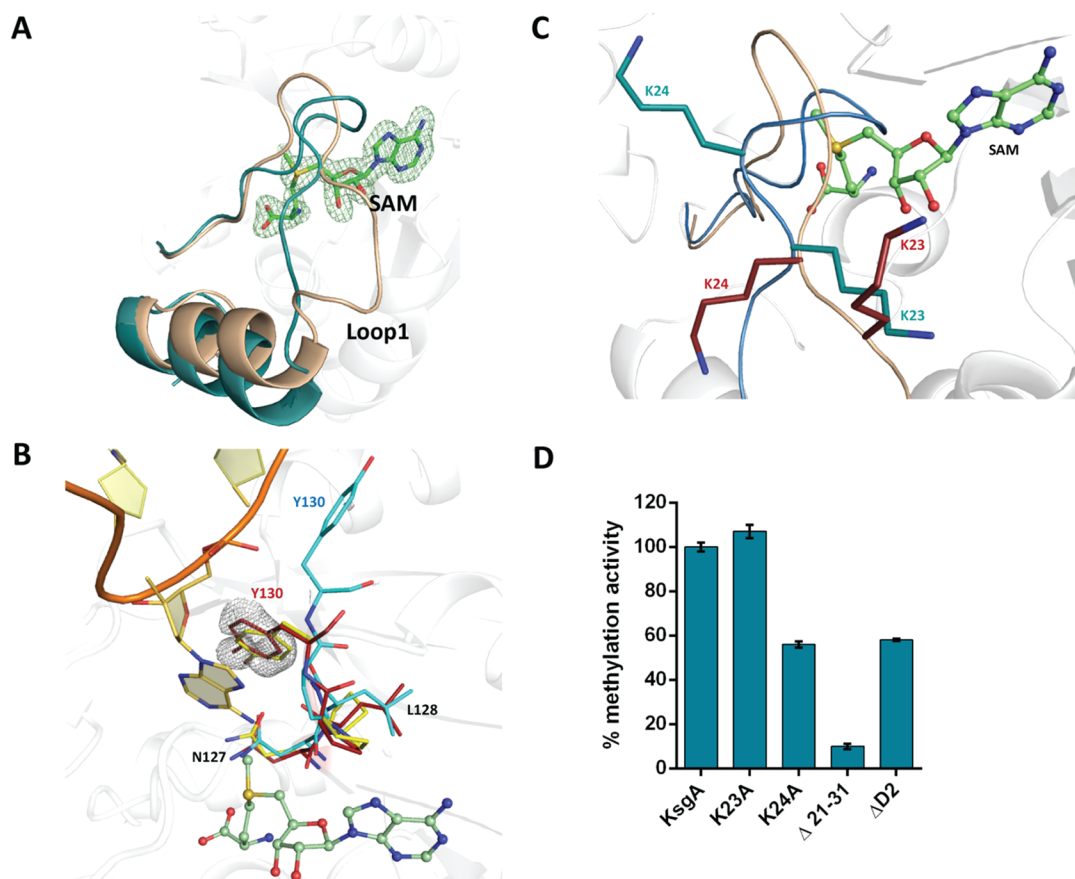 A
SAM
Loop1
C
K24
SAM
K23
K24
K23
B
Y130
Y130
L128
N127
D
% methylation activity
120
100
80
60
40
20
0
KsgA
K23A
K24A
Δ 21-31
ΔD2